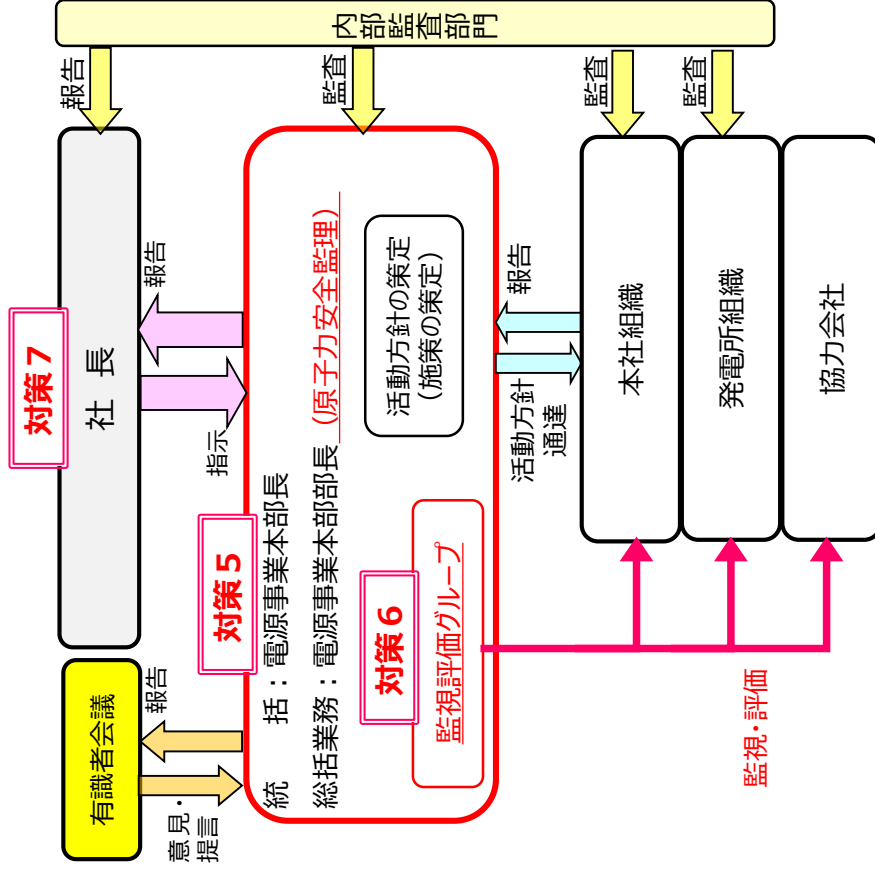 対策７
社　長
有識者会議
報告
意見・
提言
報告
指示
報告
内部監査部門
監査
監査
監査
対策５
統　　括：電源事業本部長
総括業務：電源事業本部部長（原子力安全監理）
対策６
監視評価グループ
活動方針の策定
（施策の策定）
活動方針
通達
報告
本社組織
発電所組織
協力会社
監視・評価